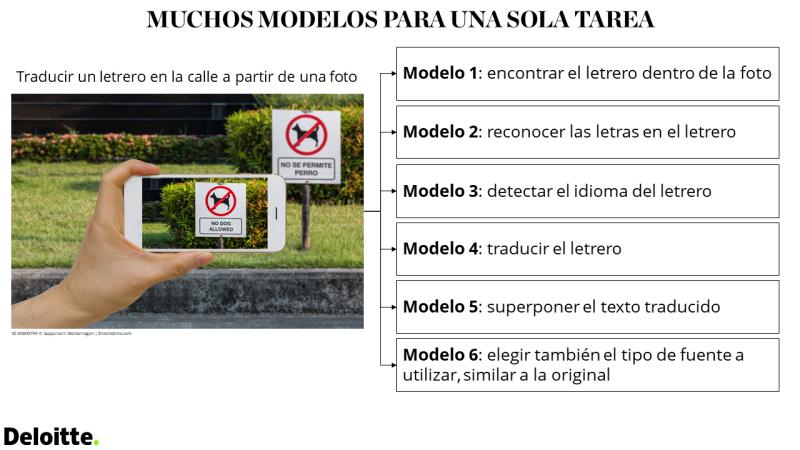 MUCHOS MODELOS PARA UNA SOLA TAREA
Traducir un letrero en la calle a partir de una foto
NO SE PERMITE
PERRO
NO DOG
ALLOWED
Modelo 1: encontrar el letrero dentro de la foto
Modelo 2: reconocer las letras en el letrero
Modelo 3: detectar el idioma del letrero
Modelo 4: traducir el letrero
Modelo 5: superponer el texto traducido
Modelo 6: elegir también el tipo de fuente a
utilizar, similar a la original
Deloitte.